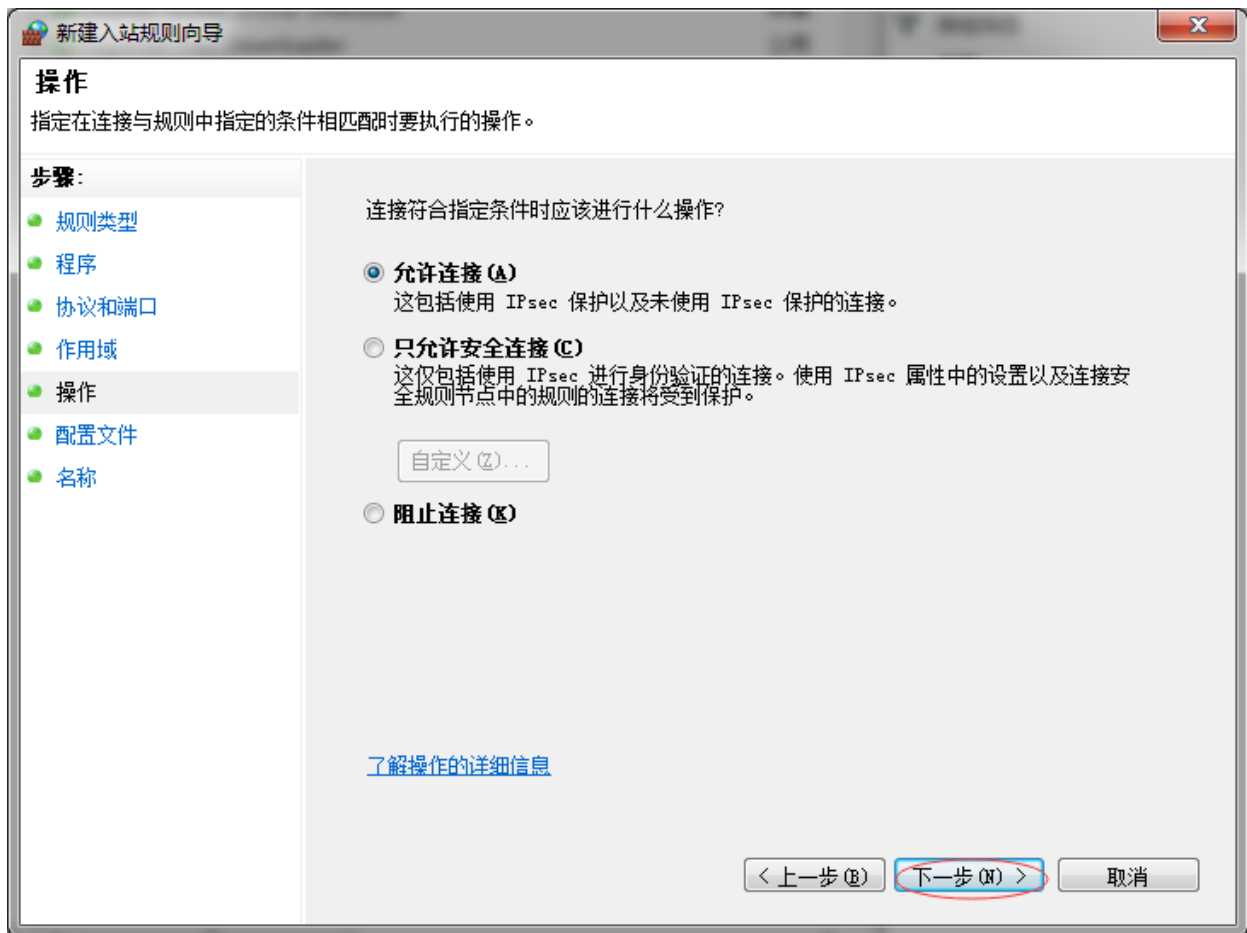 新建入站规则向导
操作
指定在连接与规则中指定的条件相匹配时要执行的操作。
步骤:
规则类型
程序
协议和端口
作用域
操作
配置文件
名称
连接符合指定条件时应该进行什么操作?
允许连接(A)
这包括使用 IPsec 保护以及未使用 IPsec 保护的连接。
只允许安全连接(C)
这仅包括使用 IPsec 进行身份验证的连接。使用 IPsec 属性中的设置以及连接安
全规则节点中的规则的连接将受到保护。
自定义(Z)...
阻止连接(K)
了解操作的详细信息
< 上一步(B)
下一步(N) >
取消